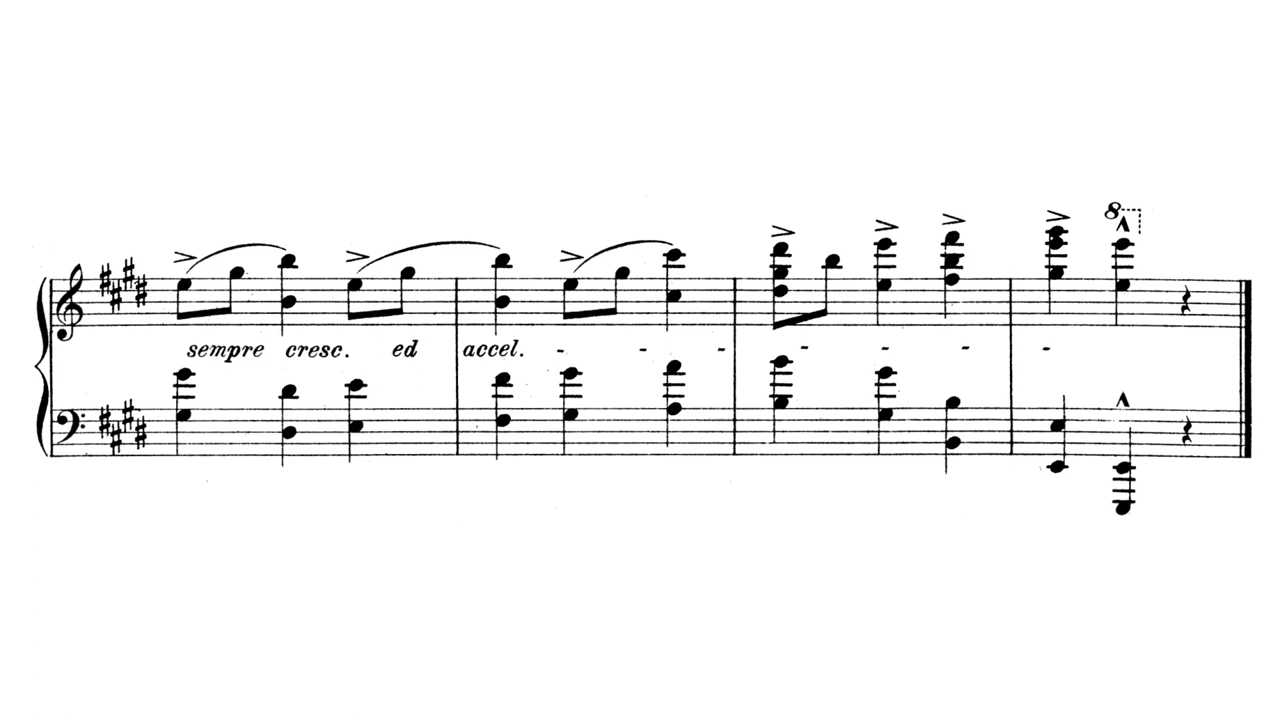 8
sempre cresc. ed accel. - - - - - - -